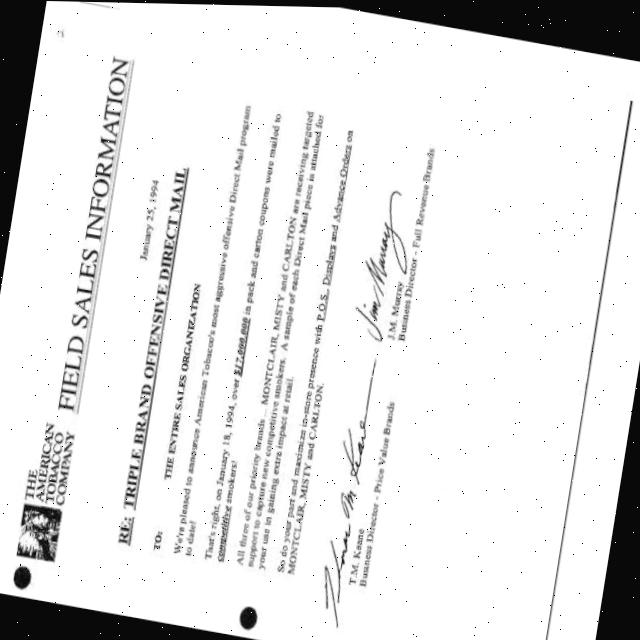 THE
AMERICAN
TOBACCO
COMPANY
FIELD SALES INFORMATION
January 25, 1994
RE: TRIPLE BRAND OFFENSIVE DIRECT MAIL
TO: THE ENTIRE SALES ORGANIZATION
We're pleased to announce American Tobacco's most aggressive offensive Direct Mail program
to date!
That's right, on January 18, 1994, over $17,000,000 in pack and carton coupons were mailed to
competitive smokers!
All three of our priority brands - MONTCLAIR, MISTY and CARLTON are receiving targeted
support to capture new competitive smokers. A sample of each Direct Mail piece is attached for
your use in gaining extra impact at retail.
So do your part and maximize in-store presence with P.O.S., Displays and Advance Orders on
MONTCLAIR, MISTY and CARLTON.
T.M. Keane
Business Director - Price Value Brands
Jim Murray
J.M. Murray
Business Director - Full Revenue Brands